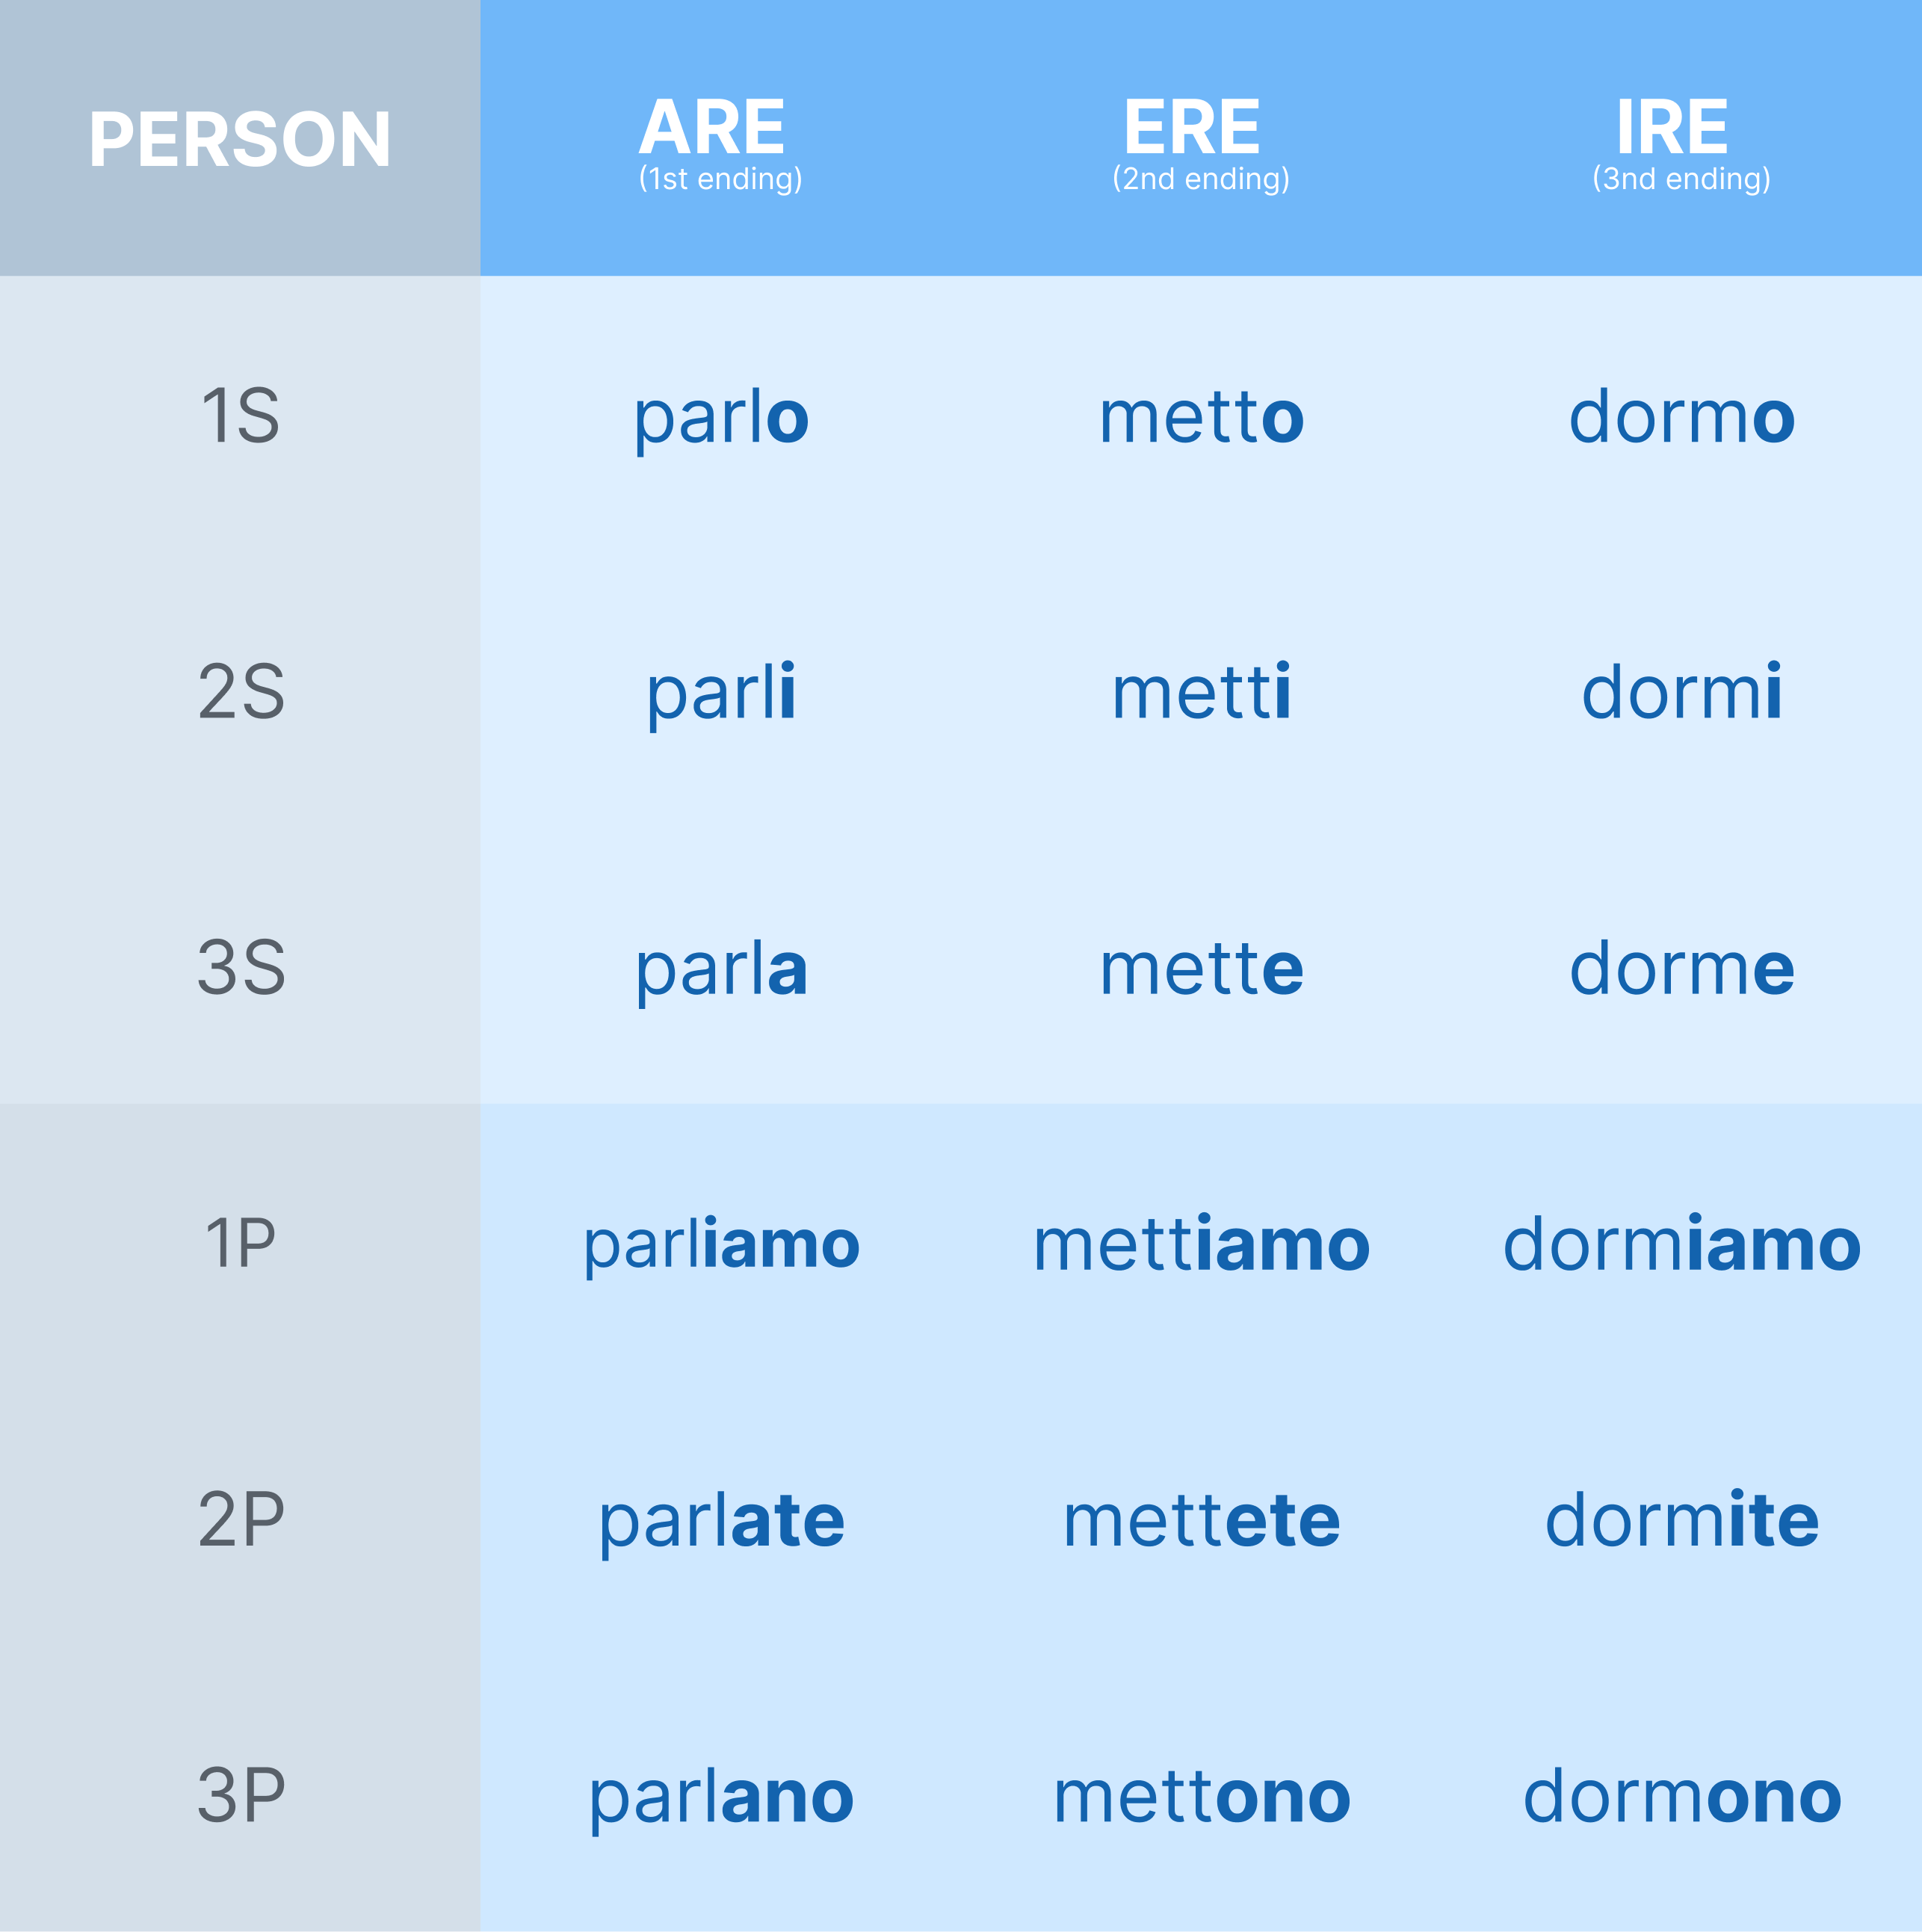 PERSON ARE ERE IRE
(1st ending) (2nd ending) (3nd ending)
1S parlo metto dormo
2S parli metti dormi
3S parla mette dorme
1P parliamo mettiamo dormiamo
2P parlate mettete dormite
3P parlano mettono dormono